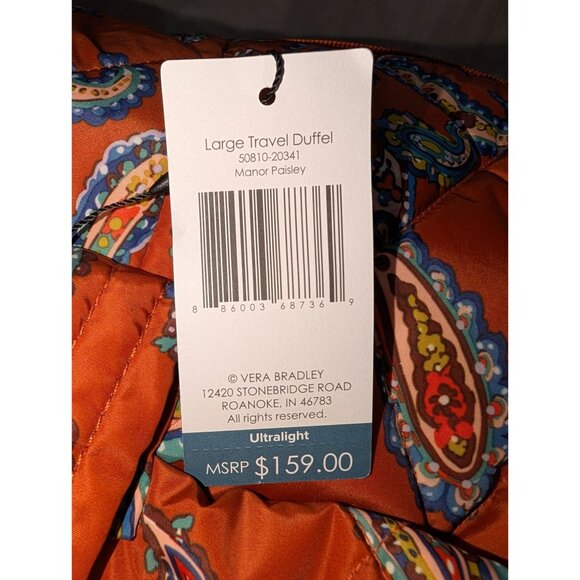 Large Travel Duffel
50810-20341
Manor Paisley
8 86003 68736 9
© VERA BRADLEY
12420 STONEBRIDGE ROAD
ROANOKE, IN 46783
All rights reserved.
Ultralight
MSRP $159.00